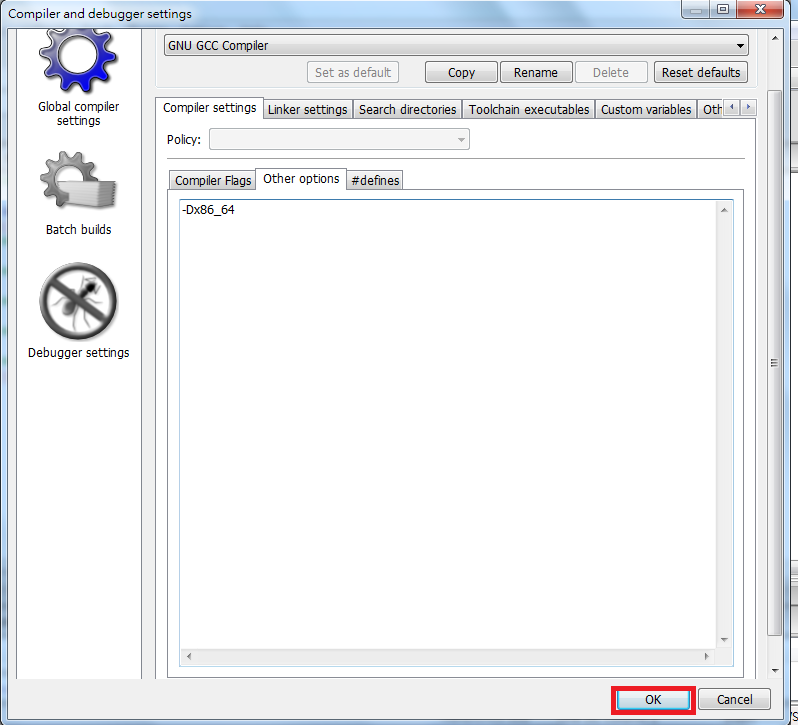 Compiler and debugger settings
Global compiler
settings
Batch builds
Debugger settings
GNU GCC Compiler
Set as default
Copy
Rename
Delete
Reset defaults
Compiler settings
Linker settings
Search directories
Toolchain executables
Custom variables
Oth
Policy:
Compiler Flags
Other options
#defines
-Dx86_64
OK
Cancel